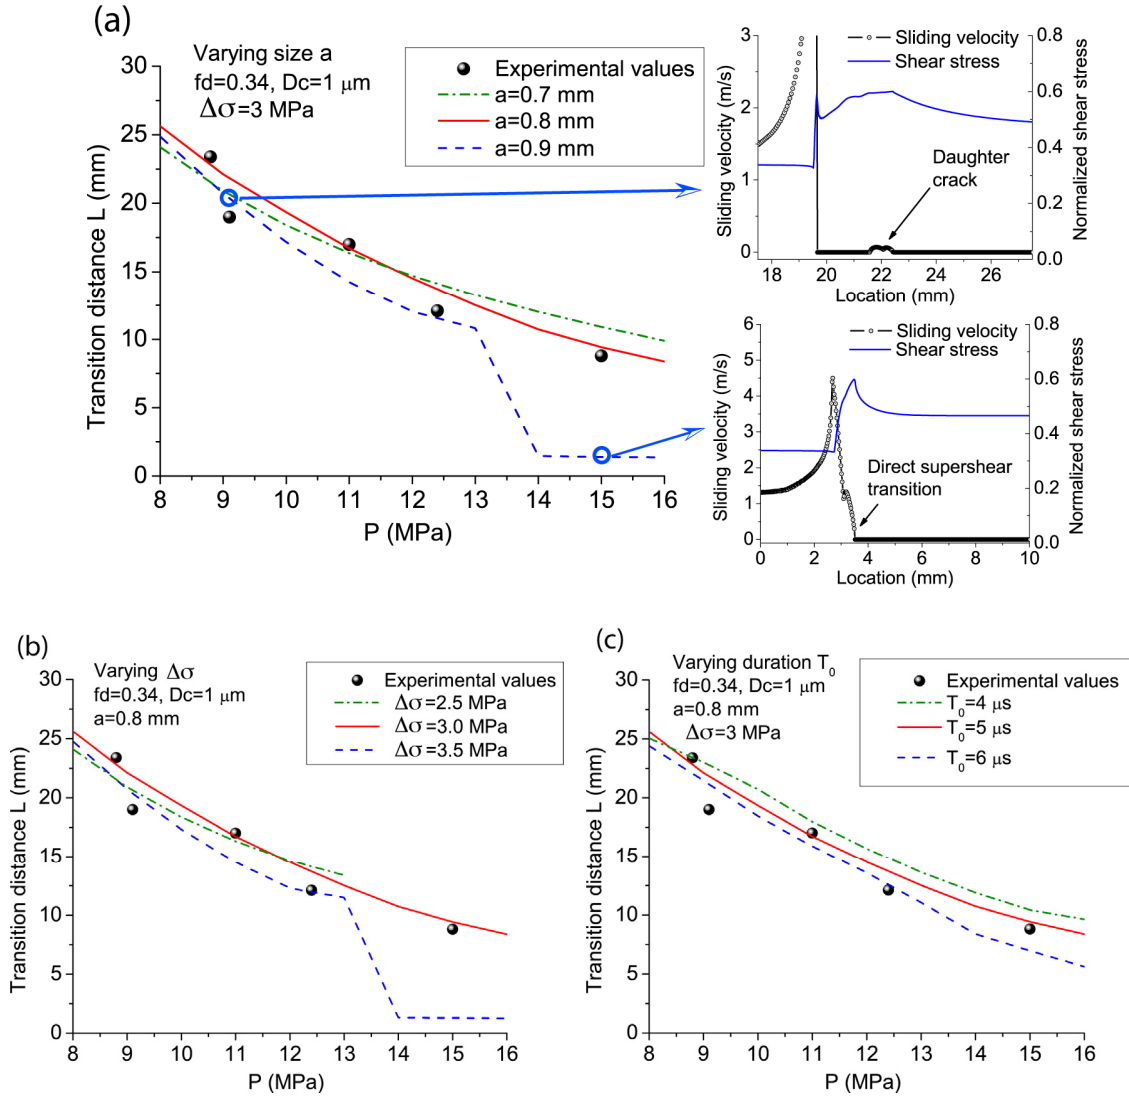 (a)
Varying size a
fd=0.34, Dc=1 μm
Δσ=3 MPa
Experimental values
a=0.7 mm
a=0.8 mm
a=0.9 mm
Transition distance L (mm)
30
25
20
15
10
5
0
8 9 10 11 12 13 14 15 16
P (MPa)
Sliding velocity
Shear stress
Sliding velocity (m/s)
3
2
1
0
Daughter
crack
0.8
0.6
0.4
0.2
0.0
Normalized shear stress
18 20 22 24 26
Location (mm)
Sliding velocity
Shear stress
Sliding velocity (m/s)
6
5
4
3
2
1
0
Direct supershear
transition
0.8
0.6
0.4
0.2
0.0
Normalized shear stress
0 2 4 6 8 10
Location (mm)
(b)
Varying Δσ
fd=0.34, Dc=1 μm
a=0.8 mm
Experimental values
Δσ=2.5 MPa
Δσ=3.0 MPa
Δσ=3.5 MPa
Transition distance L (mm)
30
25
20
15
10
5
0
8 9 10 11 12 13 14 15 16
P (MPa)
(c)
Varying duration T0
fd=0.34, Dc=1 μm
a=0.8 mm
Δσ=3 MPa
Experimental values
T0=4 μs
T0=5 μs
T0=6 μs
Transition distance L (mm)
30
25
20
15
10
5
0
8 9 10 11 12 13 14 15 16
P (MPa)